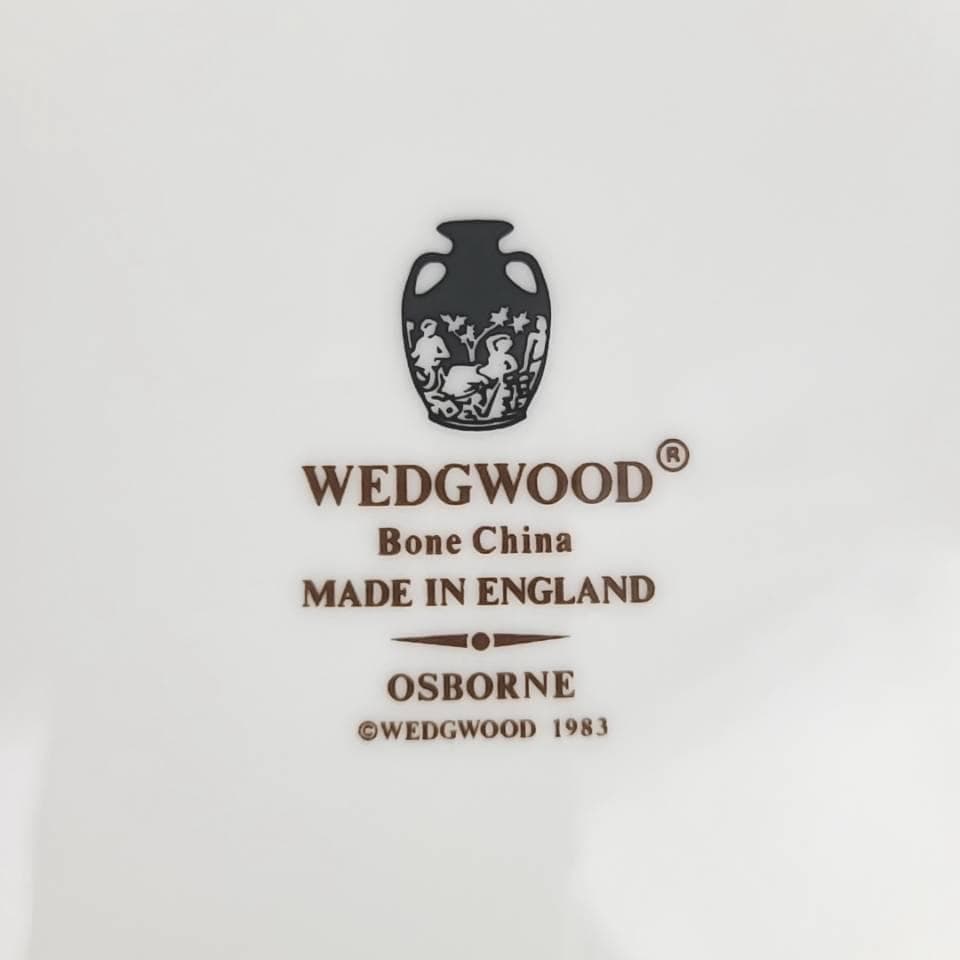 WEDGWOOD®
Bone China
MADE IN ENGLAND
OSBORNE
©WEDGWOOD 1983